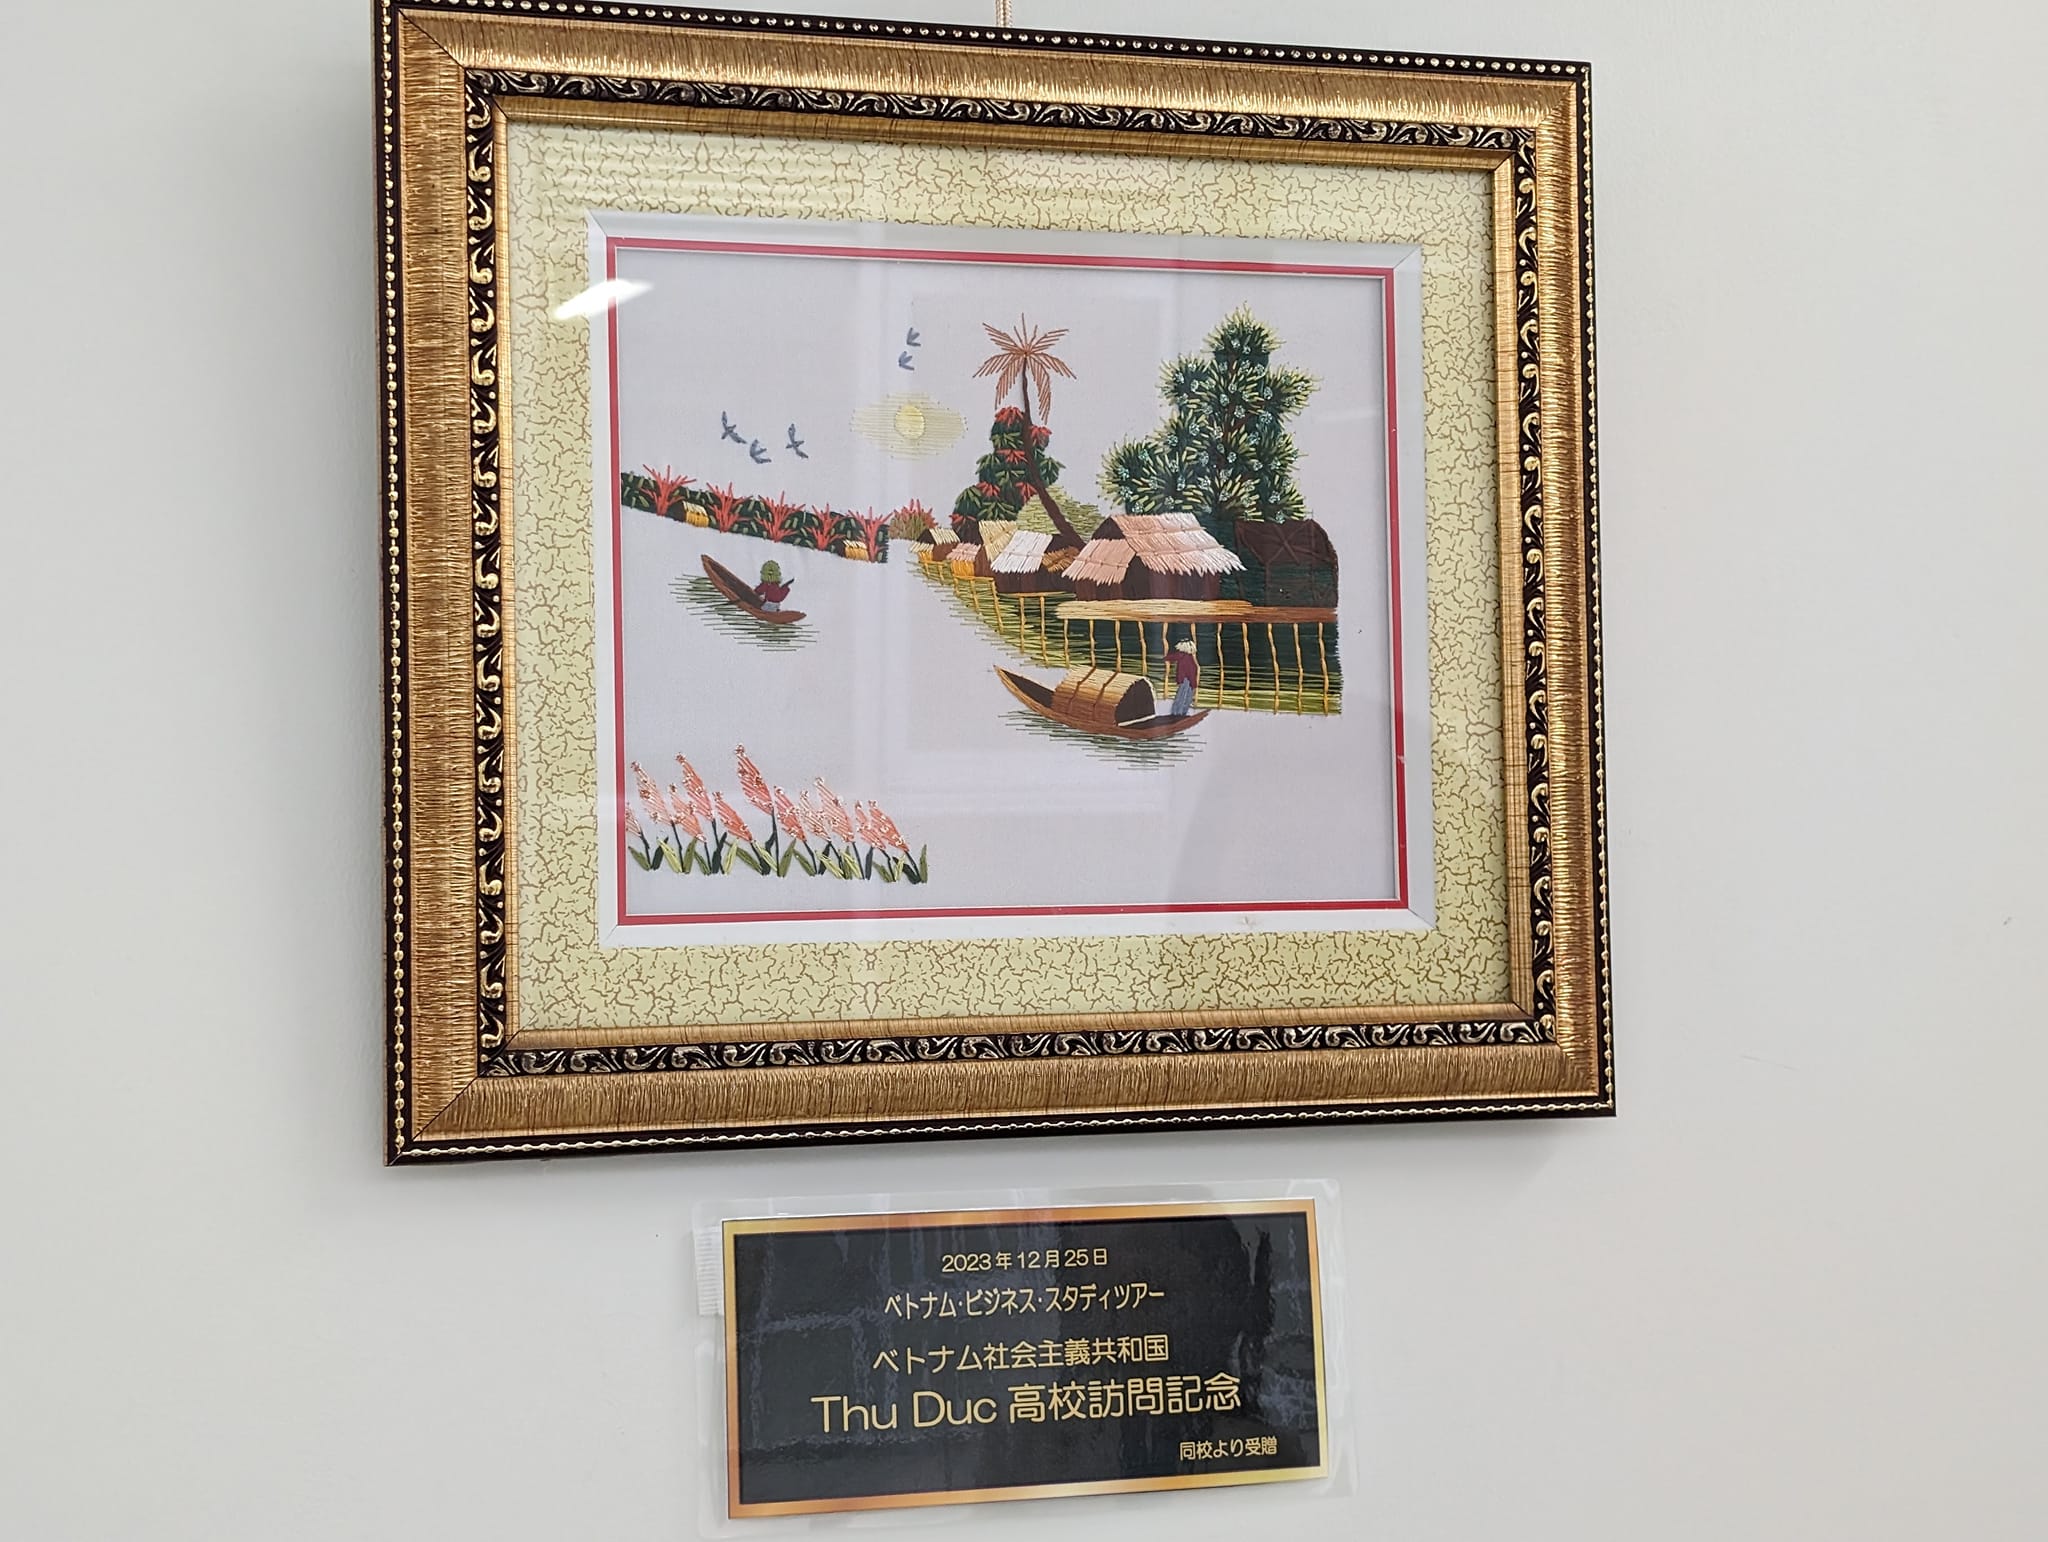 2023年12月25日
ベトナム・ビジネス・スタディツアー
ベトナム社会主義共和国
Thu Duc 高校訪問記念
同校より受贈